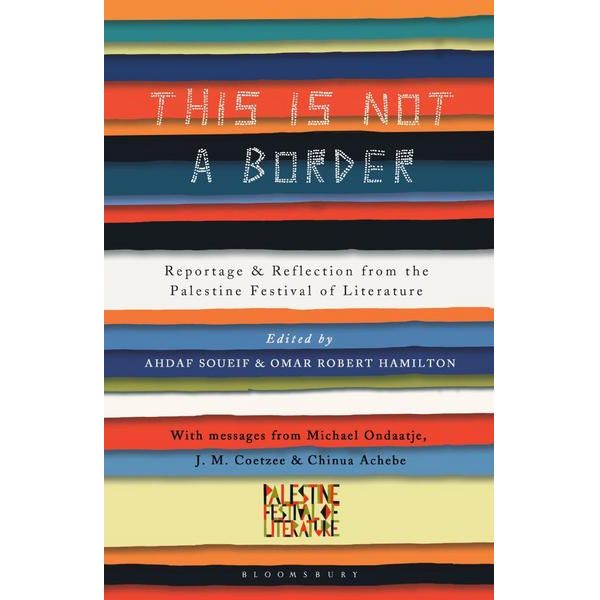 THIS IS NOT
A BORDER
Reportage & Reflection from the
Palestine Festival of Literature
Edited by
AHDAF SOUEIF & OMAR ROBERT HAMILTON
With messages from Michael Ondaatje,
J. M. Coetzee & Chinua Achebe
PALESTINE
FESTIVAL OF
LITERATURE
BLOOMSBURY